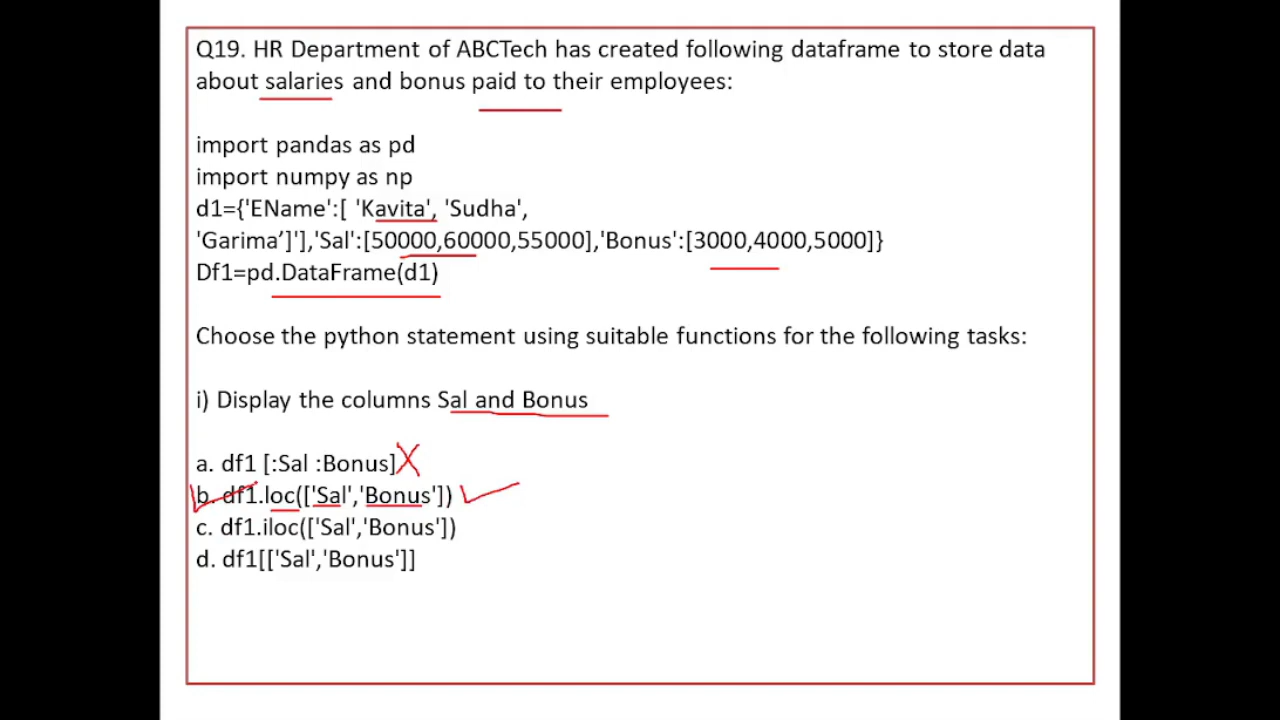 Q19. HR Department of ABCTech has created following dataframe to store data
about salaries and bonus paid to their employees:
import pandas as pd
import numpy as np
d1={'EName':[ 'Kavita', 'Sudha',
'Garima’]'],'Sal':[50000,60000,55000],'Bonus':[3000,4000,5000]}
Df1=pd.DataFrame(d1)
Choose the python statement using suitable functions for the following tasks:
i) Display the columns Sal and Bonus
a. df1 [:Sal :Bonus]
b. df1.loc(['Sal','Bonus'])
c. df1.iloc(['Sal','Bonus'])
d. df1[['Sal','Bonus']]